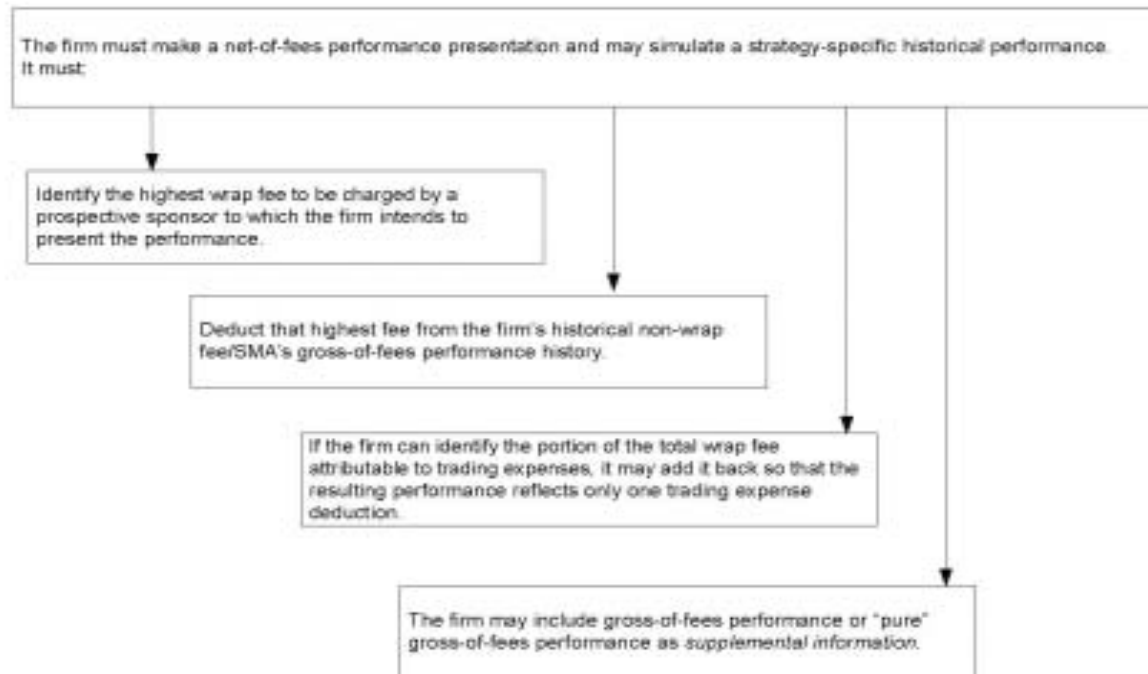 The firm must make a net-of-fees performance presentation and may simulate a strategy-specific historical performance.
It must:
Identify the highest wrap fee to be charged by a
prospective sponsor to which the firm intends to
present the performance.
Deduct that highest fee from the firm's historical non-wrap
fee/SMA's gross-of-fees performance history.
If the firm can identify the portion of the total wrap fee
attributable to trading expenses, it may add it back so that the
resulting performance reflects only one trading expense
deduction.
The firm may include gross-of-fees performance or "pure"
gross-of-fees performance as supplemental information.